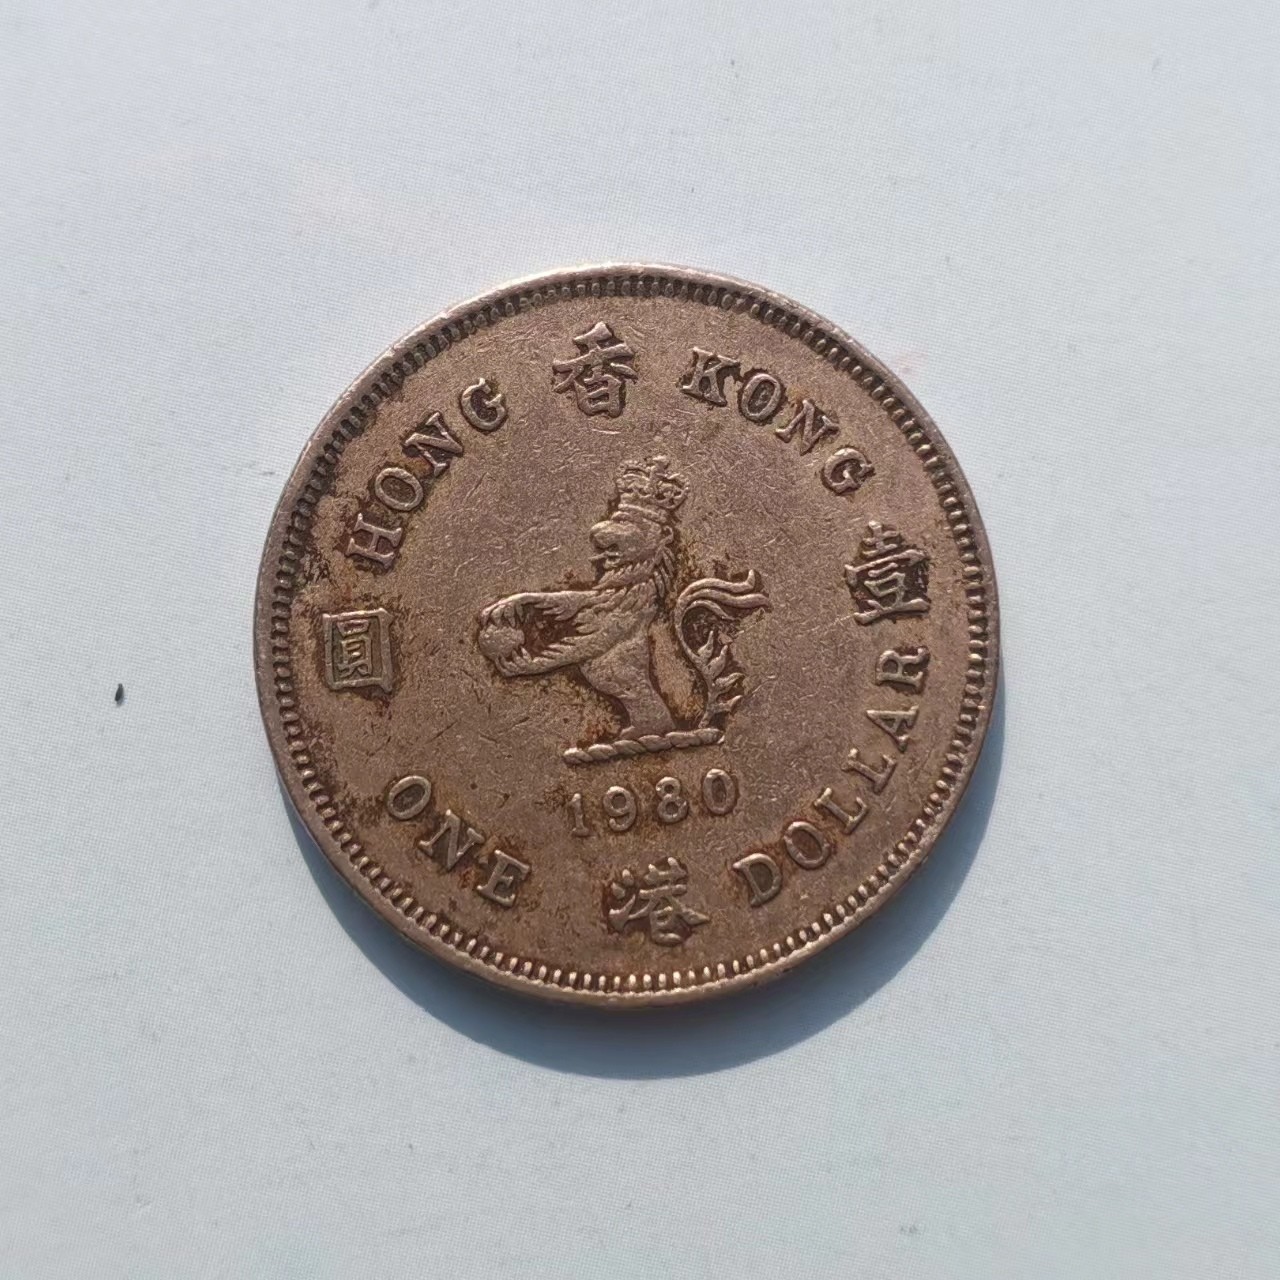 香
港
壹
圓
HONG KONG
ONE DOLLAR
1980